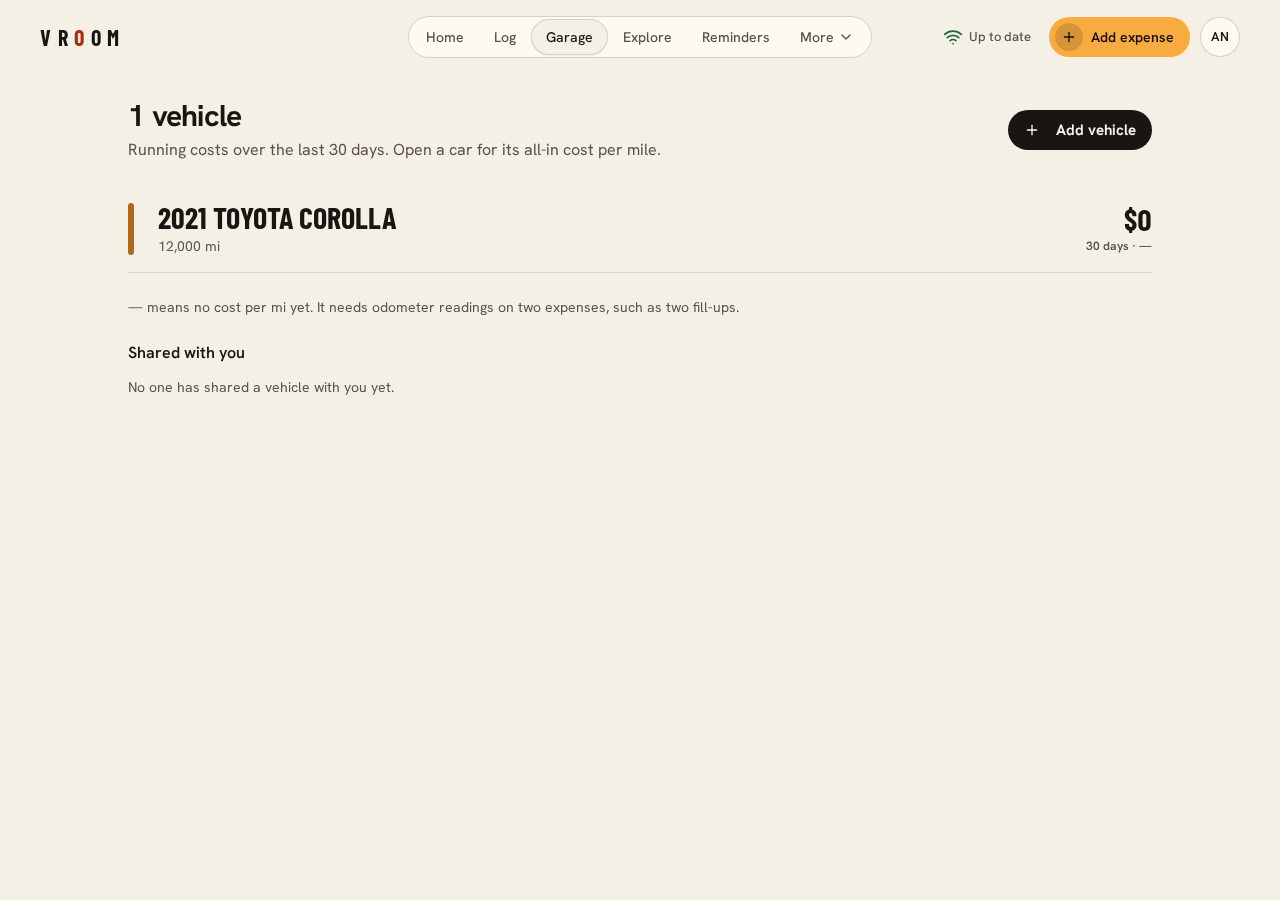 VROOM
Home
Log
Garage
Explore
Reminders
More
Up to date
Add expense
AN
1 vehicle
Running costs over the last 30 days. Open a car for its all-in cost per mile.
Add vehicle
2021 TOYOTA COROLLA
12,000 mi
$0
30 days · —
— means no cost per mi yet. It needs odometer readings on two expenses, such as two fill-ups.
Shared with you
No one has shared a vehicle with you yet.